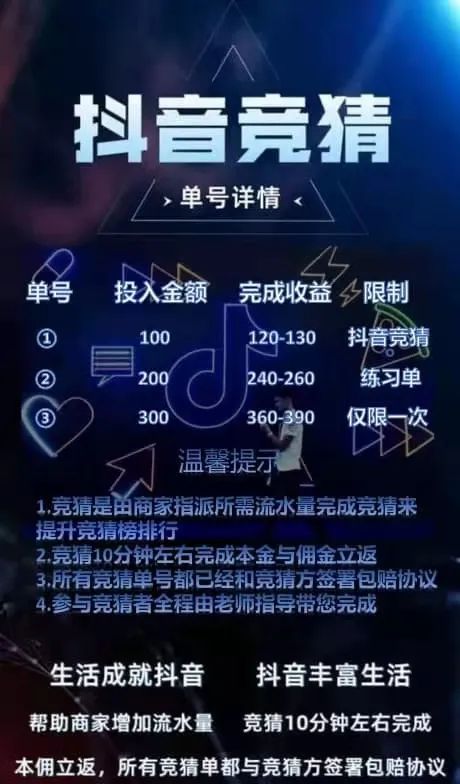 抖音竞猜
单号详情
单号 投入金额 完成收益 限制
① 100 120-130 抖音竞猜
② 200 240-260 练习单
③ 300 360-390 仅限一次
温馨提示
1.竞猜是由商家指派所需流水量完成竞猜来
提升竞猜榜排行
2.竞猜10分钟左右完成本金与佣金立返
3.所有竞猜单号都已经和竞猜方签署包赔协议
4.参与竞猜者全程由老师指导带您完成
生活成就抖音 抖音丰富生活
帮助商家增加流水量 竞猜10分钟左右完成
本佣立返，所有竞猜单都与竞猜方签署包赔协议